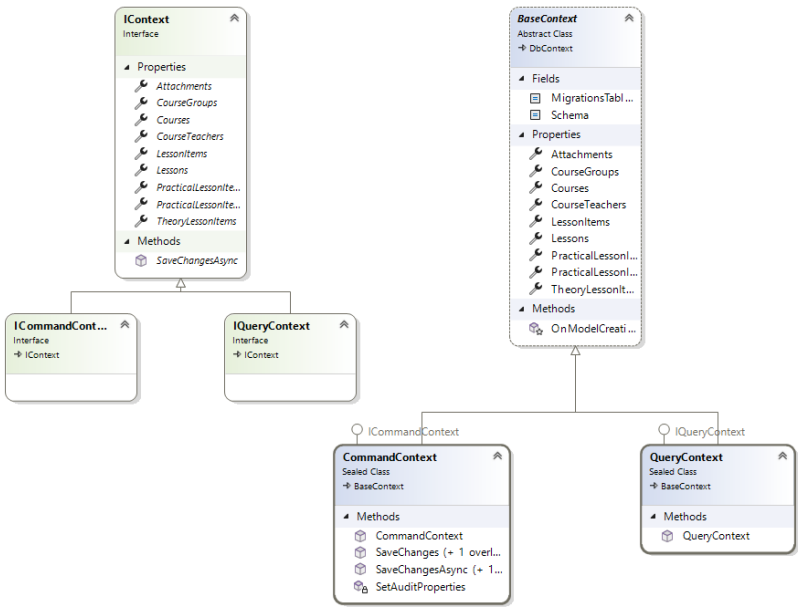 IContext
Interface
Properties
Attachments
CourseGroups
Courses
CourseTeachers
LessonItems
Lessons
PracticalLessonIte...
PracticalLessonIte...
TheoryLessonItems
Methods
SaveChangesAsync
ICommandCont...
Interface
IContext
IQueryContext
Interface
IContext
BaseContext
Abstract Class
DbContext
Fields
MigrationsTabl...
Schema
Properties
Attachments
CourseGroups
Courses
CourseTeachers
LessonItems
Lessons
PracticalLessonI...
PracticalLessonI...
TheoryLessonIt...
Methods
OnModelCreati...
ICommandContext
CommandContext
Sealed Class
BaseContext
Methods
CommandContext
SaveChanges (+ 1 overl...
SaveChangesAsync (+ 1...
SetAuditProperties
IQueryContext
QueryContext
Sealed Class
BaseContext
Methods
QueryContext